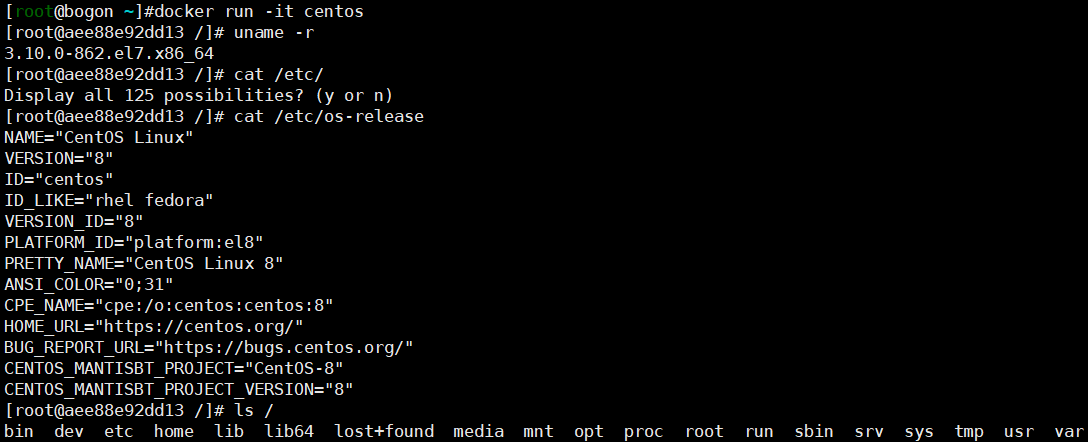 [root@bogon ~]#docker run -it centos
[root@aee88e92dd13 /]# uname -r
3.10.0-862.el7.x86_64
[root@aee88e92dd13 /]# cat /etc/
Display all 125 possibilities? (y or n)
[root@aee88e92dd13 /]# cat /etc/os-release
NAME="CentOS Linux"
VERSION="8"
ID="centos"
ID_LIKE="rhel fedora"
VERSION_ID="8"
PLATFORM_ID="platform:el8"
PRETTY_NAME="CentOS Linux 8"
ANSI_COLOR="0;31"
CPE_NAME="cpe:/o:centos:centos:8"
HOME_URL="https://centos.org/"
BUG_REPORT_URL="https://bugs.centos.org/"
CENTOS_MANTISBT_PROJECT="CentOS-8"
CENTOS_MANTISBT_PROJECT_VERSION="8"
[root@aee88e92dd13 /]# ls /
bin  dev  etc  home  lib  lib64  lost+found  media  mnt  opt  proc  root  run  sbin  srv  sys  tmp  usr  var